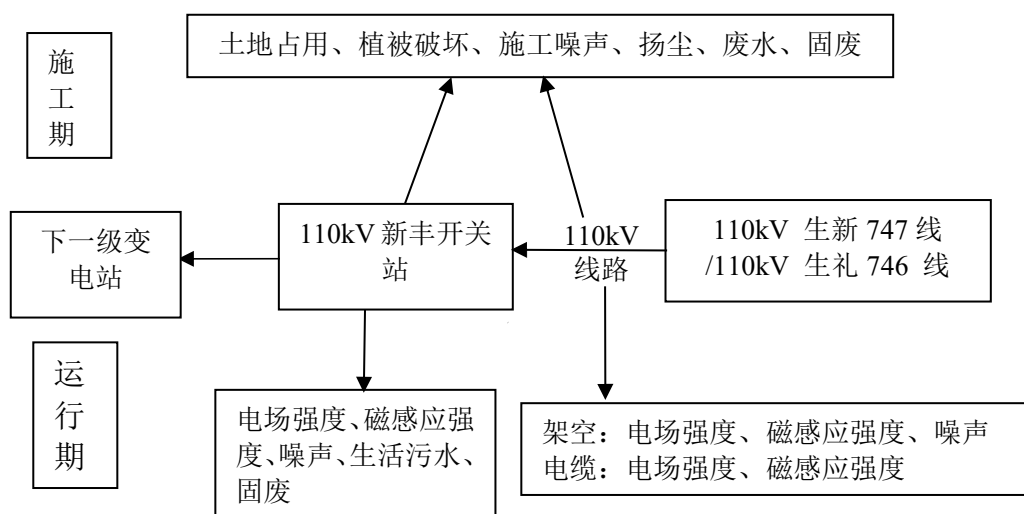 施
工
期
土地占用、植被破坏、施工噪声、扬尘、废水、固废
下一级变
电站
110kV 新丰开关
站
110kV
线路
110kV 生新 747 线
/110kV 生礼 746 线
运
行
期
电场强度、磁感应强
度、噪声、生活污水、
固废
架空：电场强度、磁感应强度、噪声
电缆：电场强度、磁感应强度